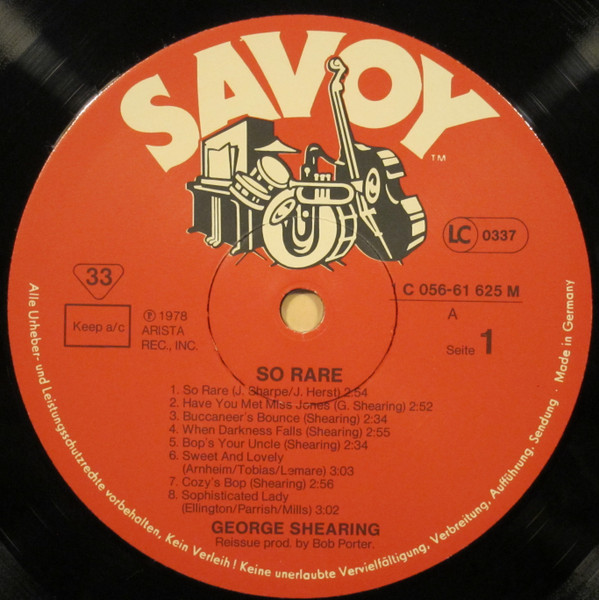 SAVOY
TM
LC 0337
33
Keep a/c
Ⓟ 1978
ARISTA
REC., INC.
C 056-61 625 M
A
Seite 1
SO RARE
1. So Rare (J. Sharpe/J. Herst) 2:54
2. Have You Met Miss Jones (G. Shearing) 2:52
3. Buccaneer's Bounce (Shearing) 2:34
4. When Darkness Falls (Shearing) 2:55
5. Bop's Your Uncle (Shearing) 2:34
6. Sweet And Lovely
(Arnheim/Tobias/Lemare) 3:03
7. Cozy's Bop (Shearing) 2:56
8. Sophisticated Lady
(Ellington/Parrish/Mills) 3:02
GEORGE SHEARING
Reissue prod. by Bob Porter.
Alle Urheber- und Leistungsschutzrechte vorbehalten, Kein Verleih! Keine unerlaubte Vervielfältigung, Verbreitung, Aufführung, Sendung · Made in Germany